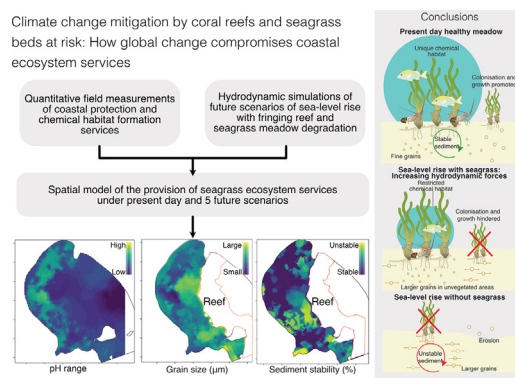 Climate change mitigation by coral reefs and seagrass
beds at risk: How global change compromises coastal
ecosystem services
Quantitative field measurements
of coastal protection and
chemical habitat formation
services
Hydrodynamic simulations of
future scenarios of sea-level rise
with fringing reef and
seagrass meadow degradation
Spatial model of the provision of seagrass ecosystem services
under present day and 5 future scenarios
High
Low
pH range
Large
Small
Reef
Grain size (µm)
Unstable
Stable
Reef
Sediment stability (%)
Conclusions
Present day healthy meadow
Unique chemical
habitat
Colonisation and
growth promoted
Stable
sediment
Fine grains
Sea-level rise with seagrass:
Increasing hydrodynamic forces
Restricted
chemical habitat
Colonisation and
growth hindered
Larger grains in unvegetated areas
Sea-level rise without seagrass
Erosion
Unstable
sediment
Larger grains